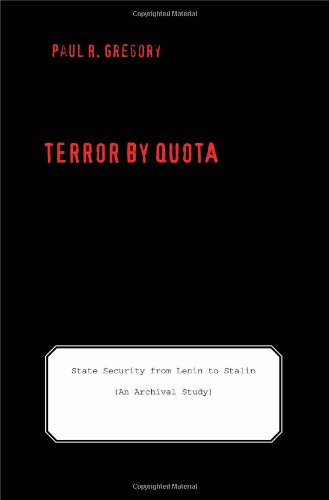 Copyrighted Material
PAUL R. GREGORY
TERROR BY QUOTA
State Security from Lenin to Stalin
(An Archival Study)
Copyrighted Material